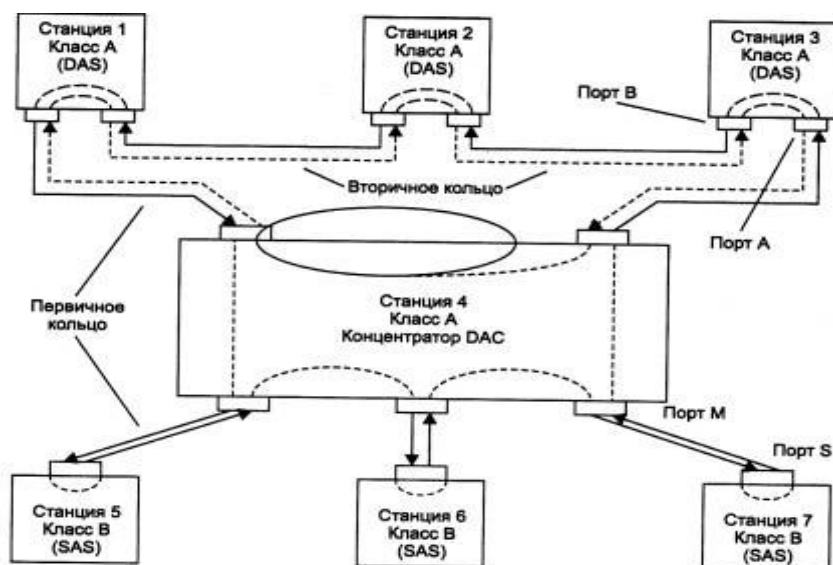 Станция 1
Класс А
(DAS)
Станция 2
Класс А
(DAS)
Станция 3
Класс А
(DAS)
Порт В
Вторичное кольцо
Порт А
Первичное
кольцо
Станция 4
Класс А
Концентратор DAC
Порт М
Порт S
Станция 5
Класс В
(SAS)
Станция 6
Класс В
(SAS)
Станция 7
Класс В
(SAS)